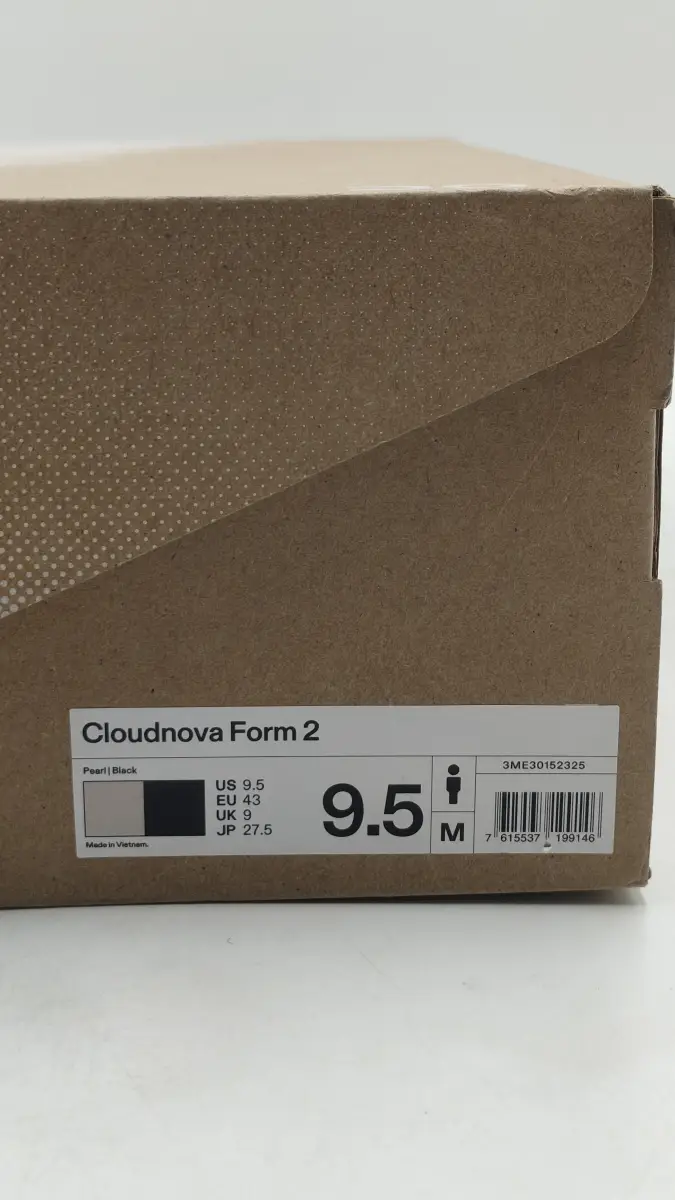 Cloudnova Form 2
Pearl | Black
US 9.5
EU 43
UK 9
JP 27.5
Made in Vietnam.
9.5
M
3ME30152325
7 615537 199146